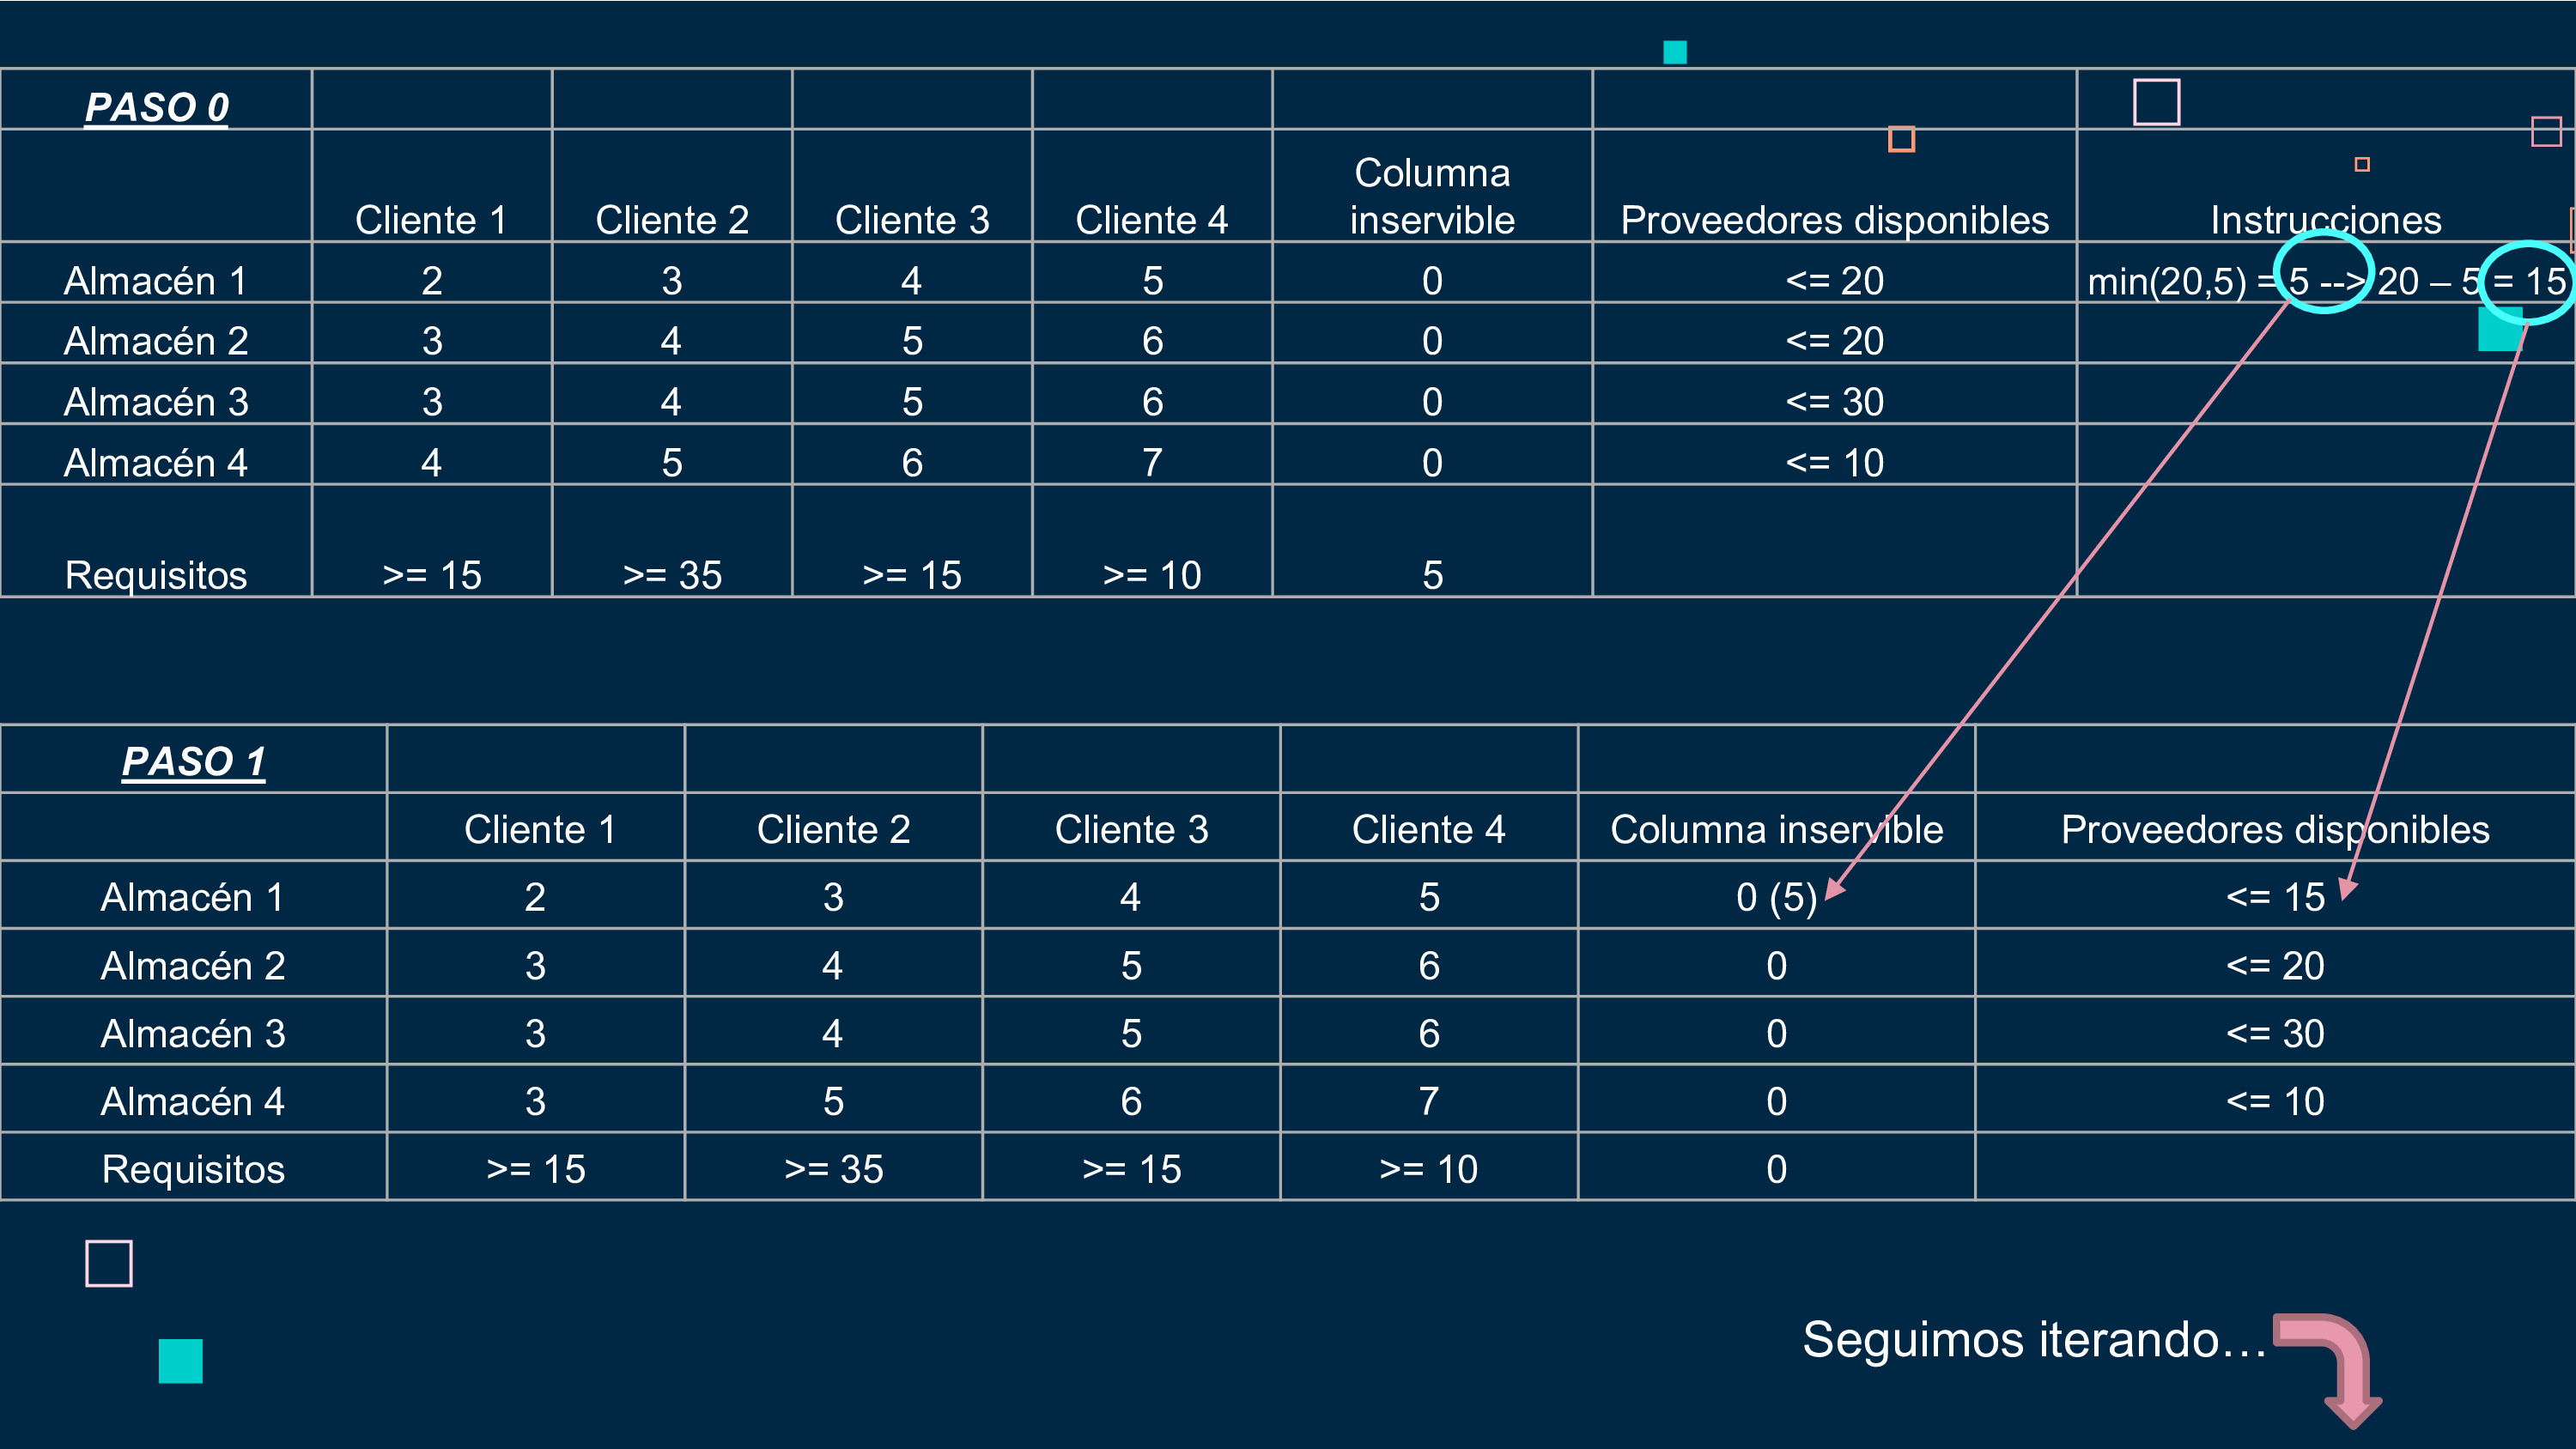 PASO 0
Columna
Cliente 1 Cliente 2 Cliente 3 Cliente 4 inservible Proveedores disponibles Instrucciones
Almacén 1 2 3 4 5 0 <= 20 min(20,5) = 5 --> 20 – 5 = 15
Almacén 2 3 4 5 6 0 <= 20
Almacén 3 3 4 5 6 0 <= 30
Almacén 4 4 5 6 7 0 <= 10
Requisitos >= 15 >= 35 >= 15 >= 10 5
PASO 1
Cliente 1 Cliente 2 Cliente 3 Cliente 4 Columna inservible Proveedores disponibles
Almacén 1 2 3 4 5 0 (5) <= 15
Almacén 2 3 4 5 6 0 <= 20
Almacén 3 3 4 5 6 0 <= 30
Almacén 4 3 5 6 7 0 <= 10
Requisitos >= 15 >= 35 >= 15 >= 10 0
Seguimos iterando…